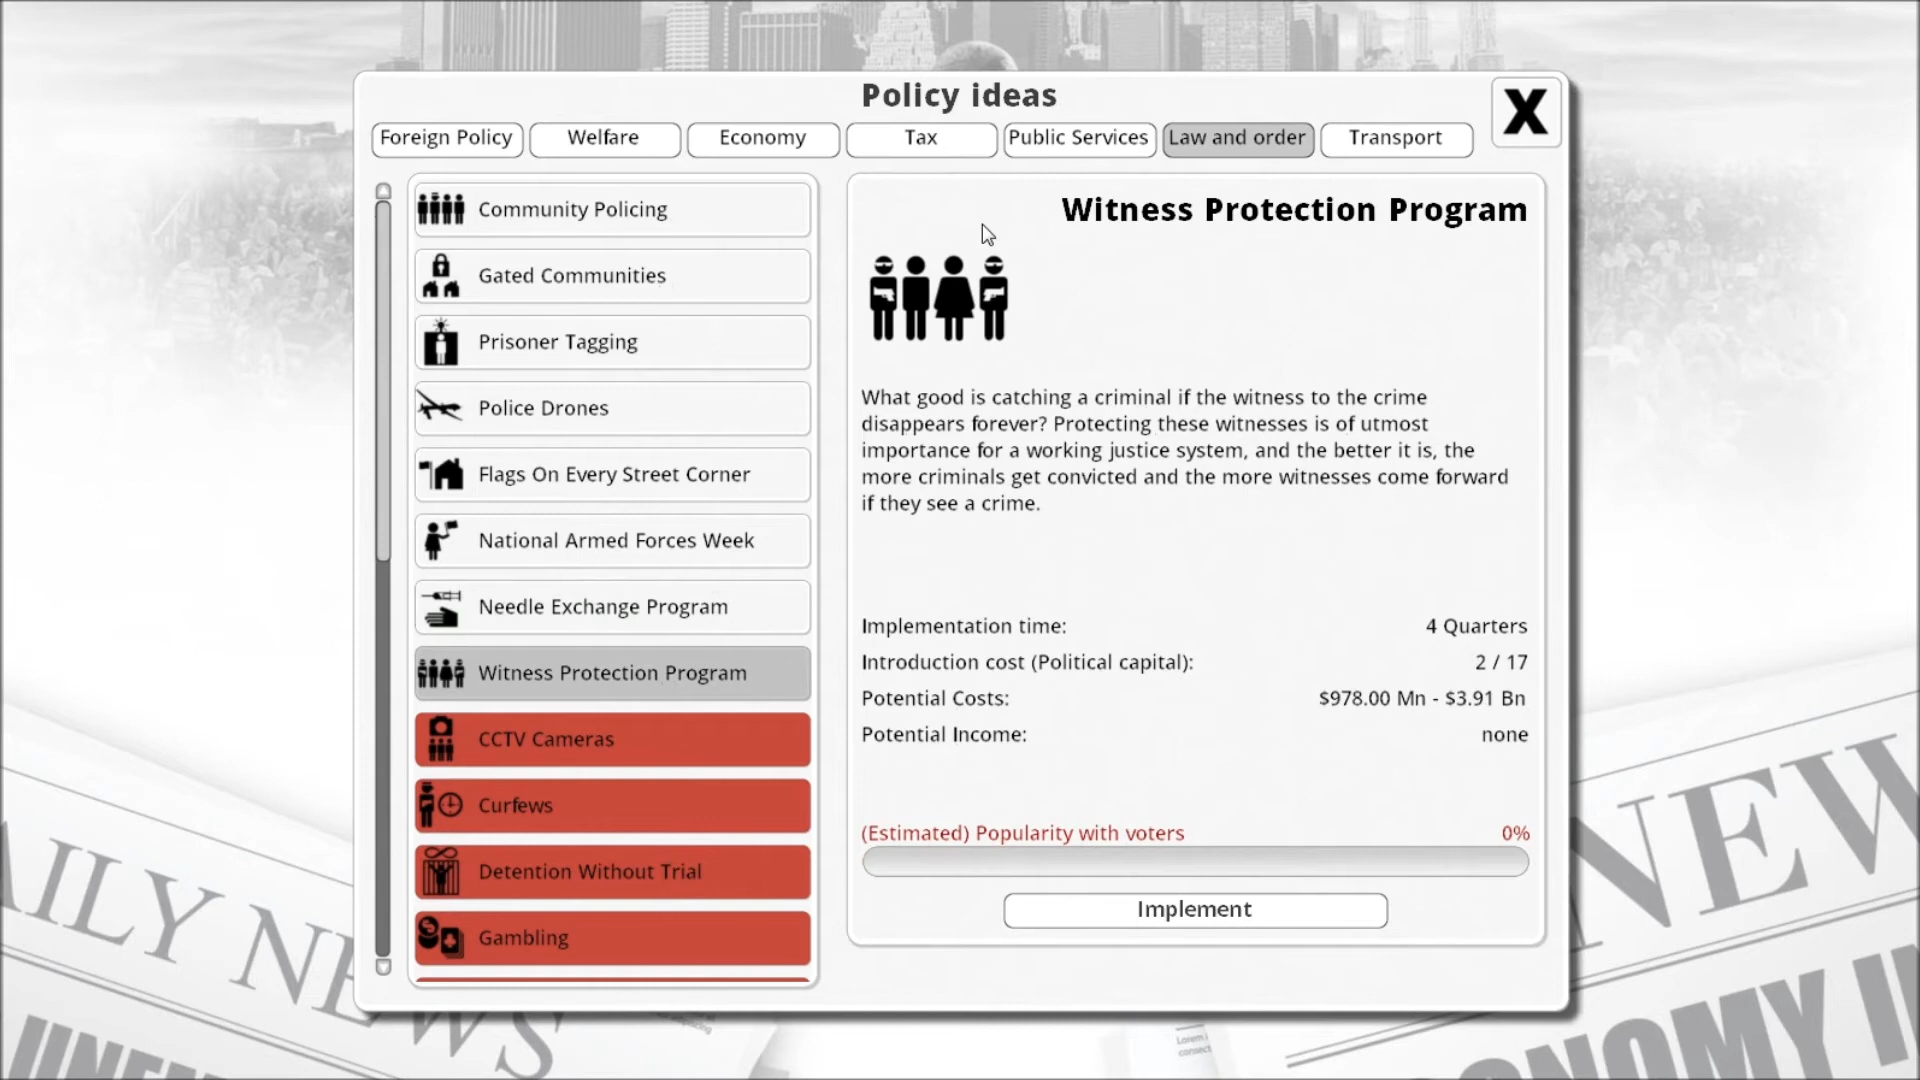 Policy ideas
X
Foreign Policy
Welfare
Economy
Tax
Public Services
Law and order
Transport
Community Policing
Gated Communities
Prisoner Tagging
Police Drones
Flags On Every Street Corner
National Armed Forces Week
Needle Exchange Program
Witness Protection Program
CCTV Cameras
Curfews
Detention Without Trial
Gambling
Witness Protection Program
What good is catching a criminal if the witness to the crime
disappears forever? Protecting these witnesses is of utmost
importance for a working justice system, and the better it is, the
more criminals get convicted and the more witnesses come forward
if they see a crime.
Implementation time: 4 Quarters
Introduction cost (Political capital): 2 / 17
Potential Costs: $978.00 Mn - $3.91 Bn
Potential Income: none
(Estimated) Popularity with voters 0%
Implement
AILY NEWS
NEW